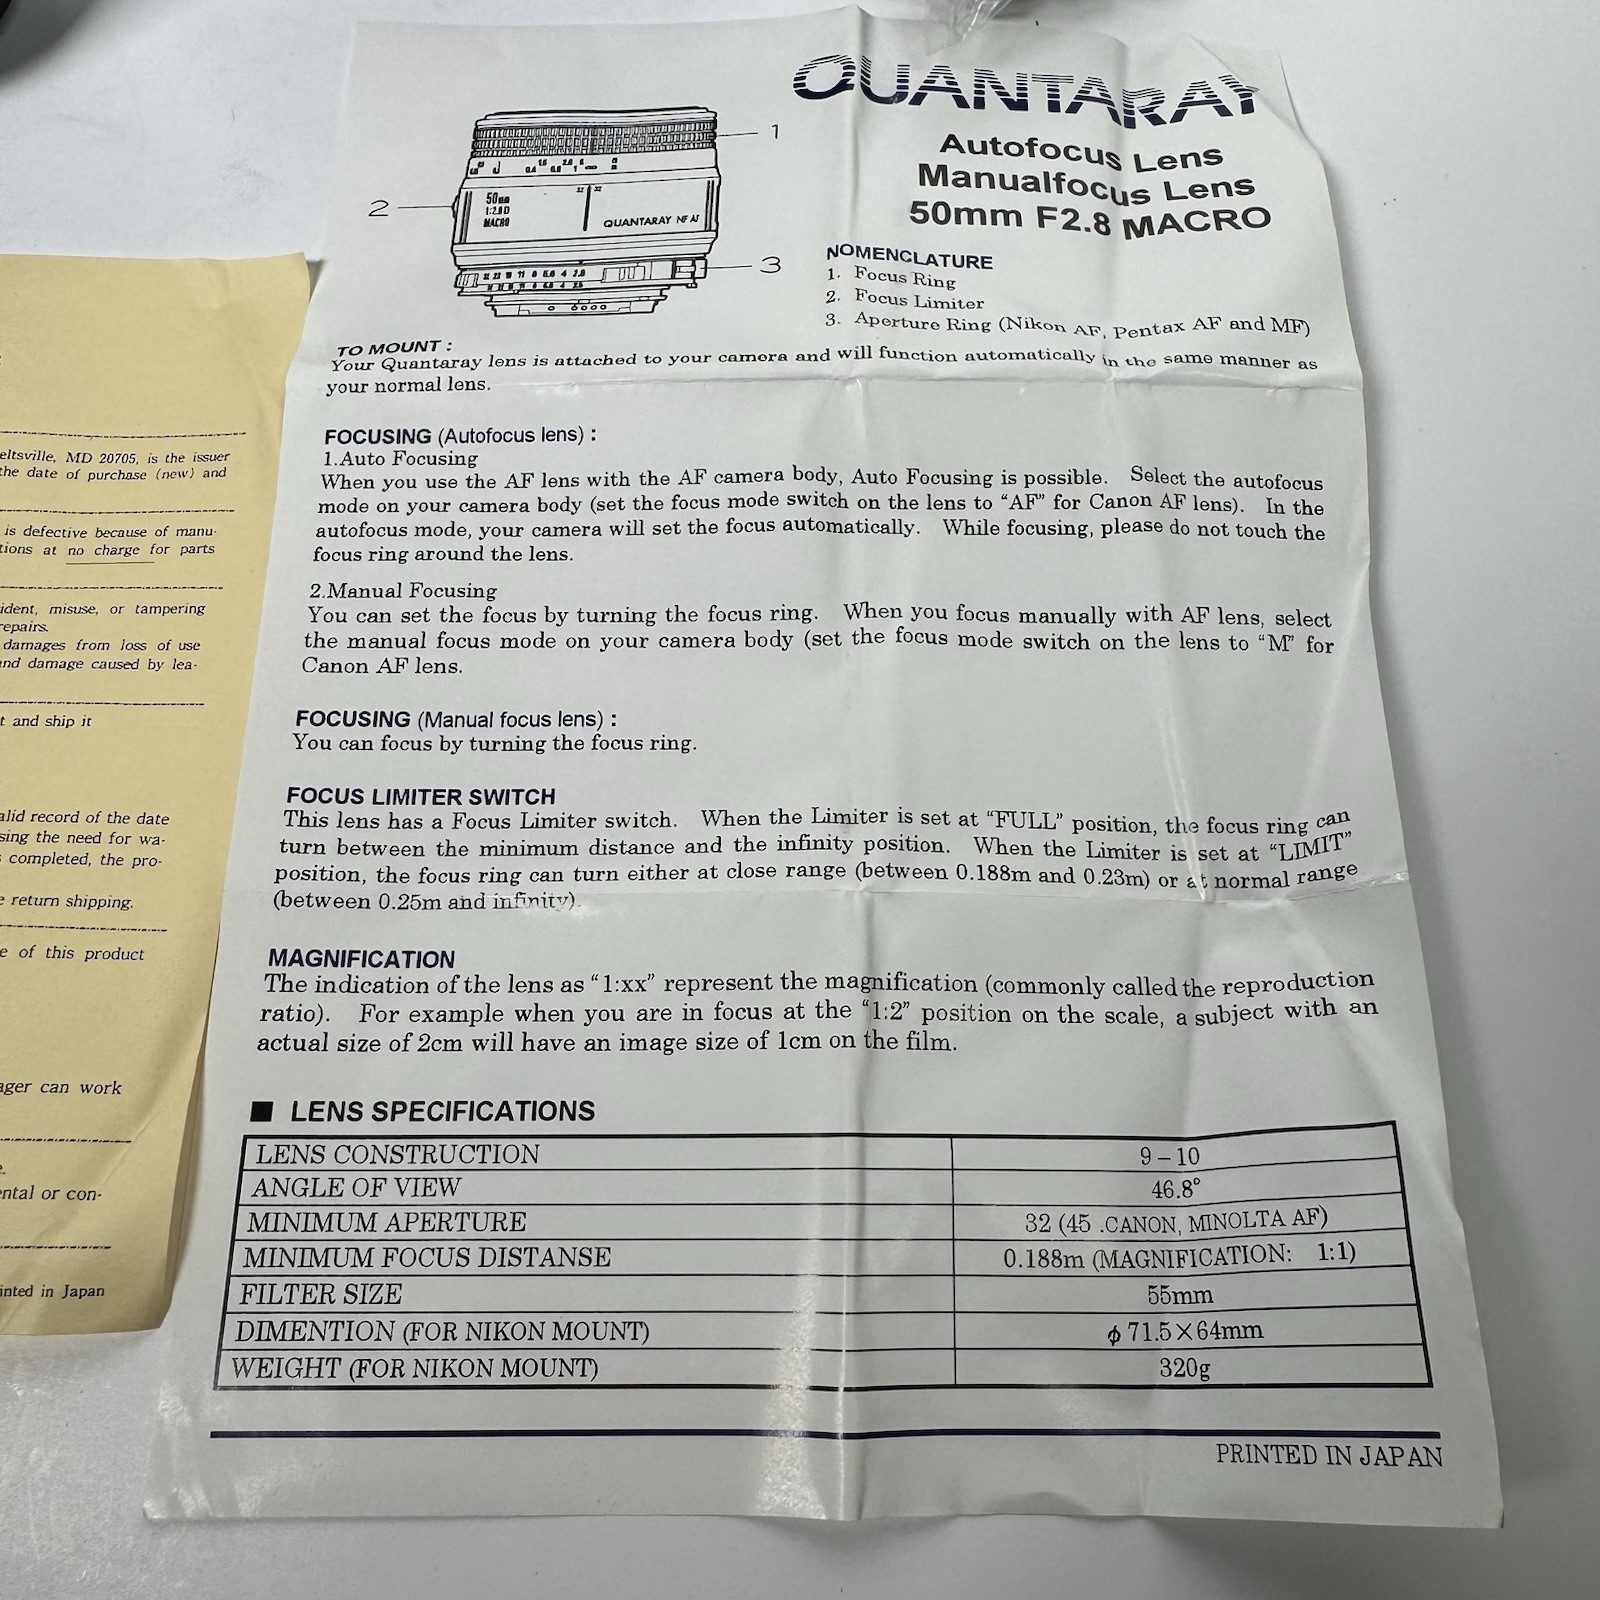 QUANTARAY
Autofocus Lens
Manualfocus Lens
50mm F2.8 MACRO
1
2
3
50mm
1:2.8 D
MACRO
32 32
QUANTARAY NF AF
32 22 16 11 8 5.6 4 2.8
NOMENCLATURE
1. Focus Ring
2. Focus Limiter
3. Aperture Ring (Nikon AF, Pentax AF and MF)
TO MOUNT :
Your Quantaray lens is attached to your camera and will function automatically in the same manner as
your normal lens.
FOCUSING (Autofocus lens) :
1.Auto Focusing
When you use the AF lens with the AF camera body, Auto Focusing is possible. Select the autofocus
mode on your camera body (set the focus mode switch on the lens to “AF” for Canon AF lens). In the
autofocus mode, your camera will set the focus automatically. While focusing, please do not touch the
focus ring around the lens.
2.Manual Focusing
You can set the focus by turning the focus ring. When you focus manually with AF lens, select
the manual focus mode on your camera body (set the focus mode switch on the lens to “M” for
Canon AF lens.
FOCUSING (Manual focus lens) :
You can focus by turning the focus ring.
FOCUS LIMITER SWITCH
This lens has a Focus Limiter switch. When the Limiter is set at “FULL” position, the focus ring can
turn between the minimum distance and the infinity position. When the Limiter is set at “LIMIT”
position, the focus ring can turn either at close range (between 0.188m and 0.23m) or at normal range
(between 0.25m and infinity).
MAGNIFICATION
The indication of the lens as “1:xx” represent the magnification (commonly called the reproduction
ratio). For example when you are in focus at the “1:2” position on the scale, a subject with an
actual size of 2cm will have an image size of 1cm on the film.
■ LENS SPECIFICATIONS
LENS CONSTRUCTION 9 – 10
ANGLE OF VIEW 46.8°
MINIMUM APERTURE 32 (45 .CANON, MINOLTA AF)
MINIMUM FOCUS DISTANSE 0.188m (MAGNIFICATION: 1:1)
FILTER SIZE 55mm
DIMENTION (FOR NIKON MOUNT) ϕ 71.5×64mm
WEIGHT (FOR NIKON MOUNT) 320g
PRINTED IN JAPAN
eltsville, MD 20705, is the issuer
the date of purchase (new) and
is defective because of manu-
tions at no charge for parts
ident, misuse, or tampering
repairs.
damages from loss of use
nd damage caused by lea-
t and ship it
alid record of the date
sing the need for wa-
completed, the pro-
e return shipping.
e of this product
ager can work
e.
ental or con-
inted in Japan